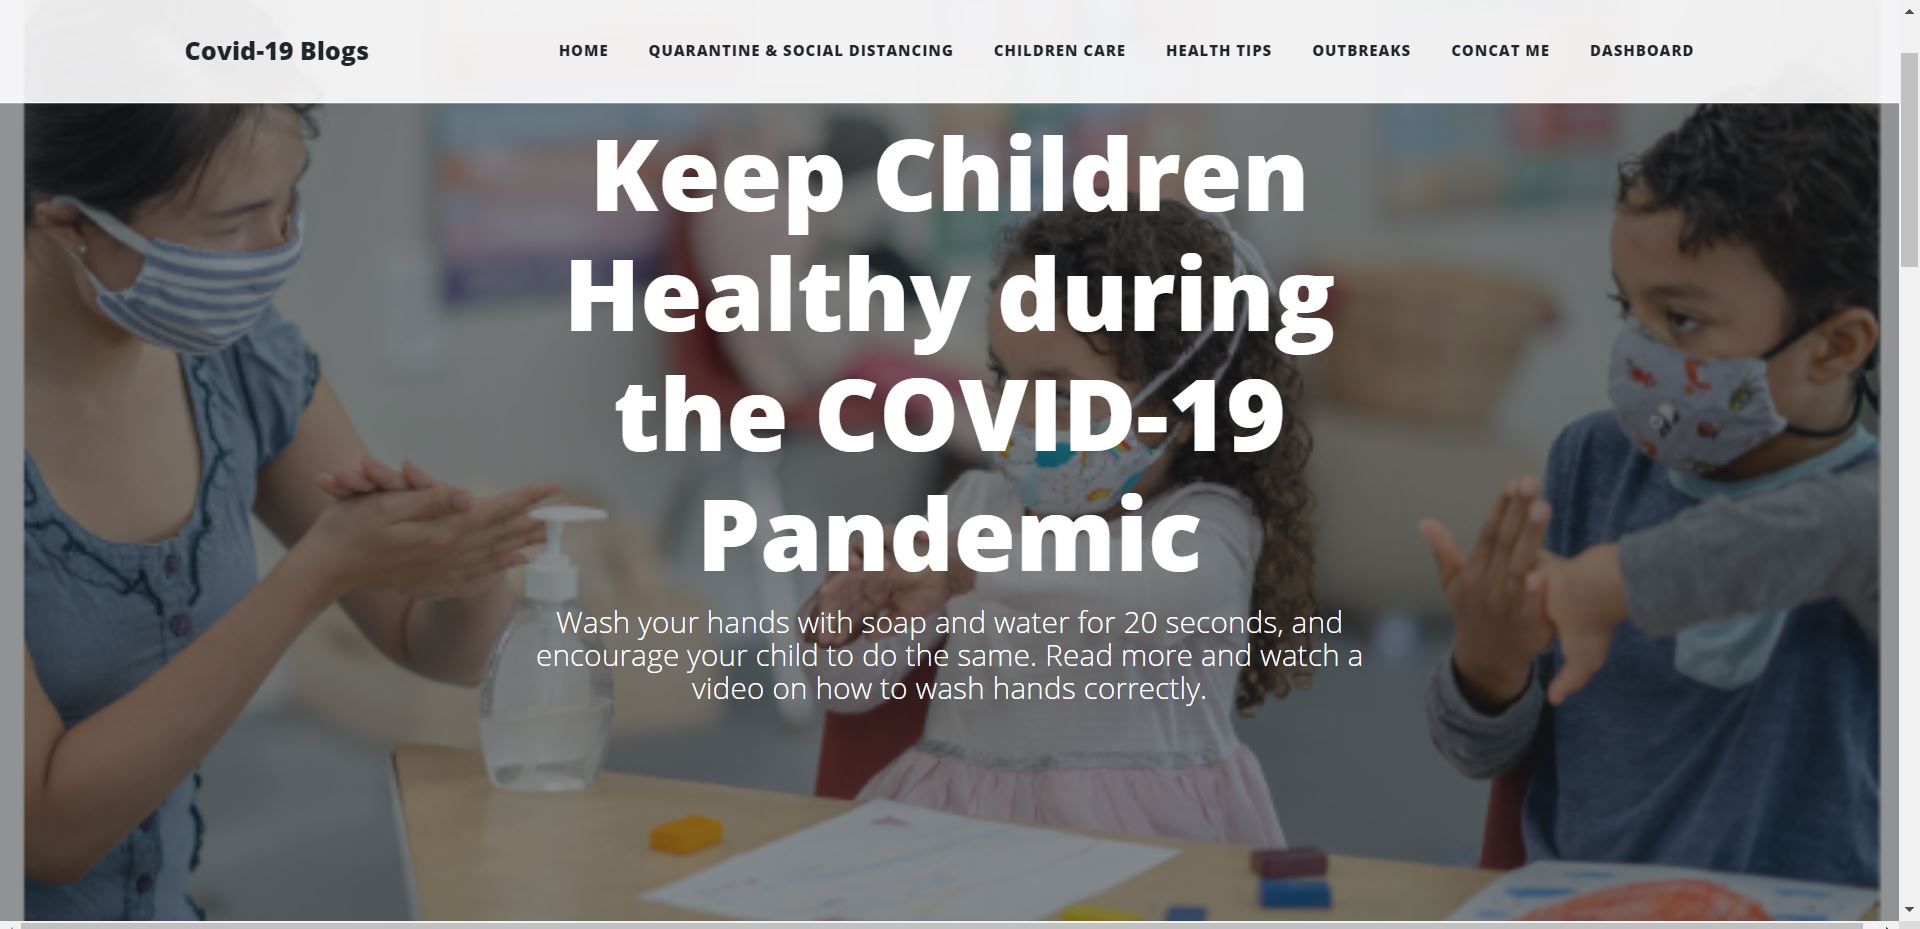 Covid-19 Blogs
HOME
QUARANTINE & SOCIAL DISTANCING
CHILDREN CARE
HEALTH TIPS
OUTBREAKS
CONCAT ME
DASHBOARD
Keep Children
Healthy during
the COVID-19
Pandemic
Wash your hands with soap and water for 20 seconds, and
encourage your child to do the same. Read more and watch a
video on how to wash hands correctly.